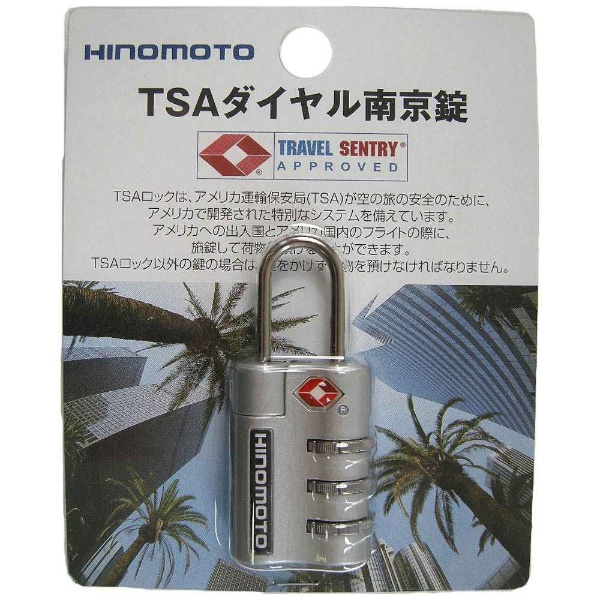 HINOMOTO
TSAダイヤル南京錠
TRAVEL SENTRY®
APPROVED
®
TSAロックは、アメリカ運輸保安局(TSA)が空の旅の安全のために、
アメリカで開発された特別なシステムを備えています。
アメリカへの出入国とアメリカ国内のフライトの際に、
施錠して荷物 ができます。
TSAロック以外の鍵の場合は をかけず 物を預けなければなりません。
®
HINOMOTO